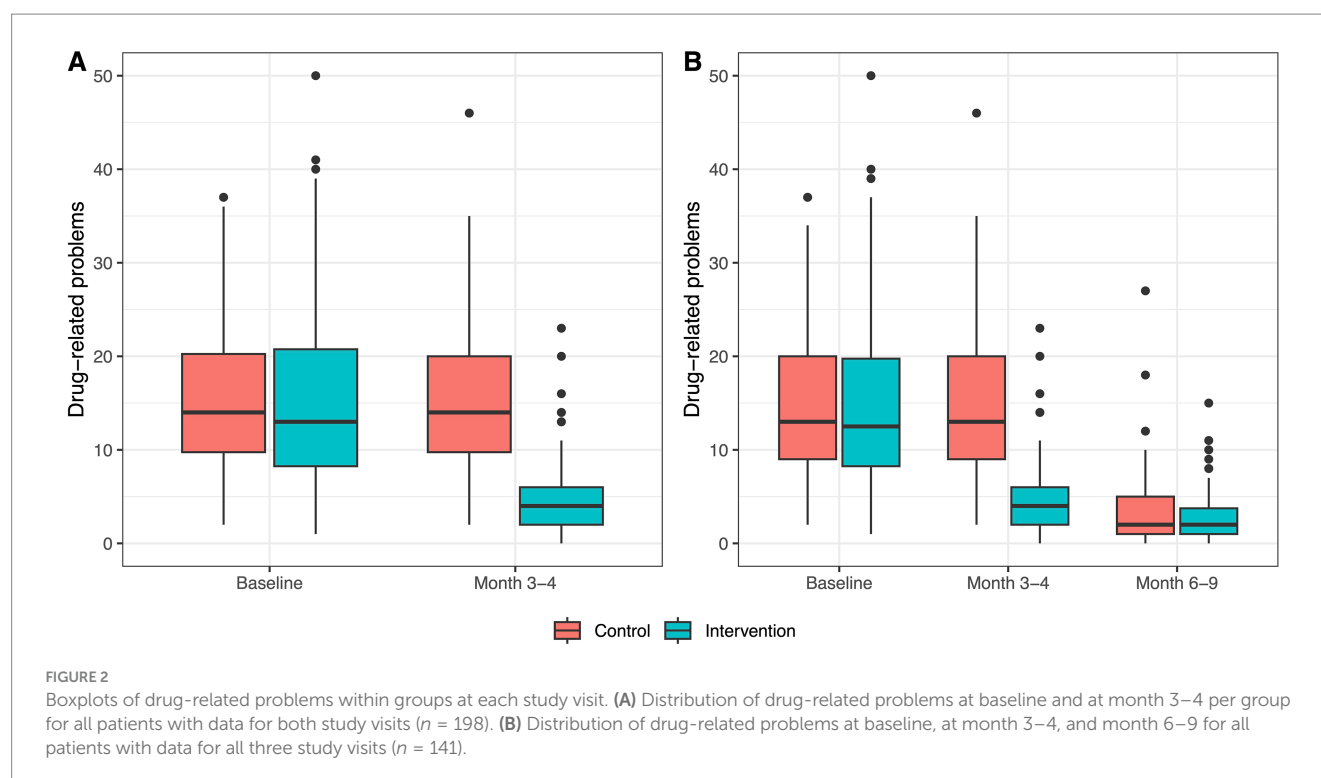 A
B
50
40
30
20
10
0
Drug−related problems
Baseline
Month 3−4
50
40
30
20
10
0
Drug−related problems
Baseline
Month 3−4
Month 6−9
Control
Intervention
FIGURE 2
Boxplots of drug-related problems within groups at each study visit. (A) Distribution of drug-related problems at baseline and at month 3–4 per group
for all patients with data for both study visits (n = 198). (B) Distribution of drug-related problems at baseline, at month 3–4, and month 6–9 for all
patients with data for all three study visits (n = 141).